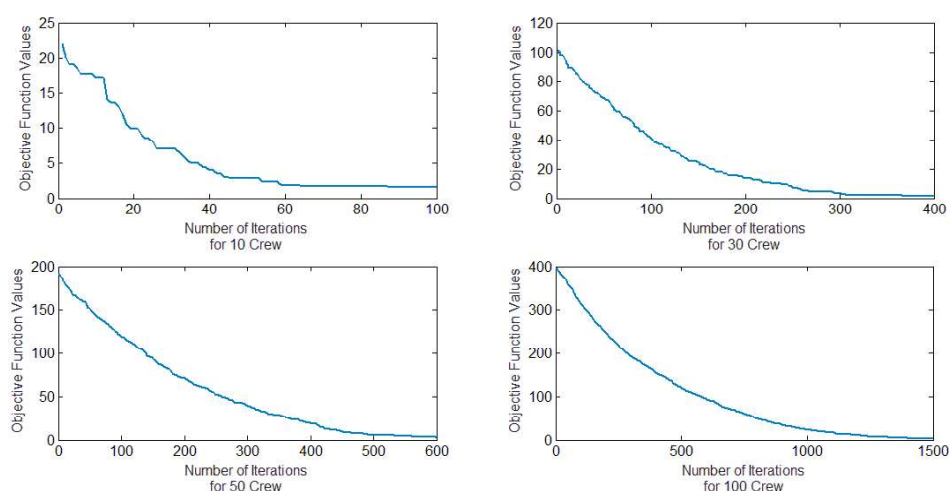 Objective Function Values
25
20
15
10
5
0
0 20 40 60 80 100
Number of Iterations
for 10 Crew
Objective Function Values
120
100
80
60
40
20
0
0 100 200 300 400
Number of Iterations
for 30 Crew
Objective Function Values
200
150
100
50
0
0 100 200 300 400 500 600
Number of Iterations
for 50 Crew
Objective Function Values
400
300
200
100
0
0 500 1000 1500
Number of Iterations
for 100 Crew